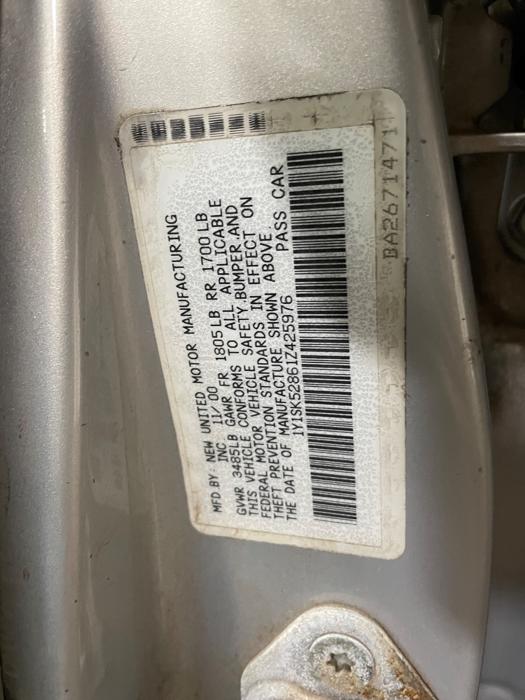 MFD BY: NEW UNITED MOTOR MANUFACTURING
INC 11/00
GVWR 3485LB GAWR FR 1805LB RR 1700LB
THIS VEHICLE CONFORMS TO ALL APPLICABLE
FEDERAL MOTOR VEHICLE SAFETY.BUMPER.AND
THEFT PREVENTION STANDARDS IN EFFECT ON
THE DATE OF MANUFACTURE SHOWN ABOVE.
1Y1SK52861Z425976 PASS CAR
BA26714711